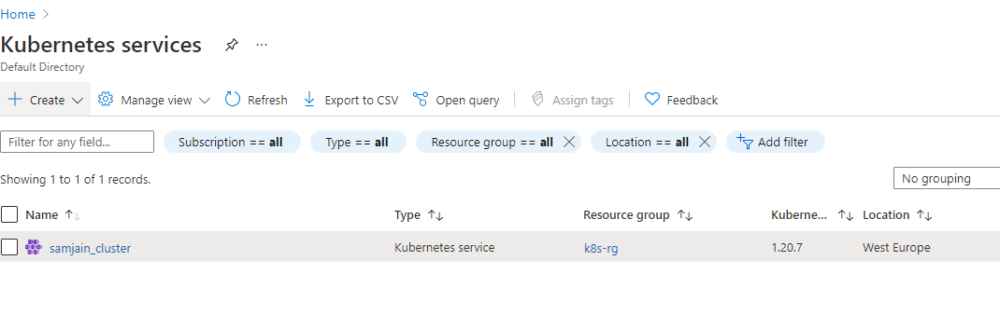 Home
Kubernetes services
Default Directory
Create Manage view Refresh Export to CSV Open query Assign tags Feedback
Filter for any field... Subscription == all Type == all Resource group == all Location == all Add filter
Showing 1 to 1 of 1 records.
No grouping
Name Type Resource group Kuberne... Location
samjain_cluster Kubernetes service k8s-rg 1.20.7 West Europe